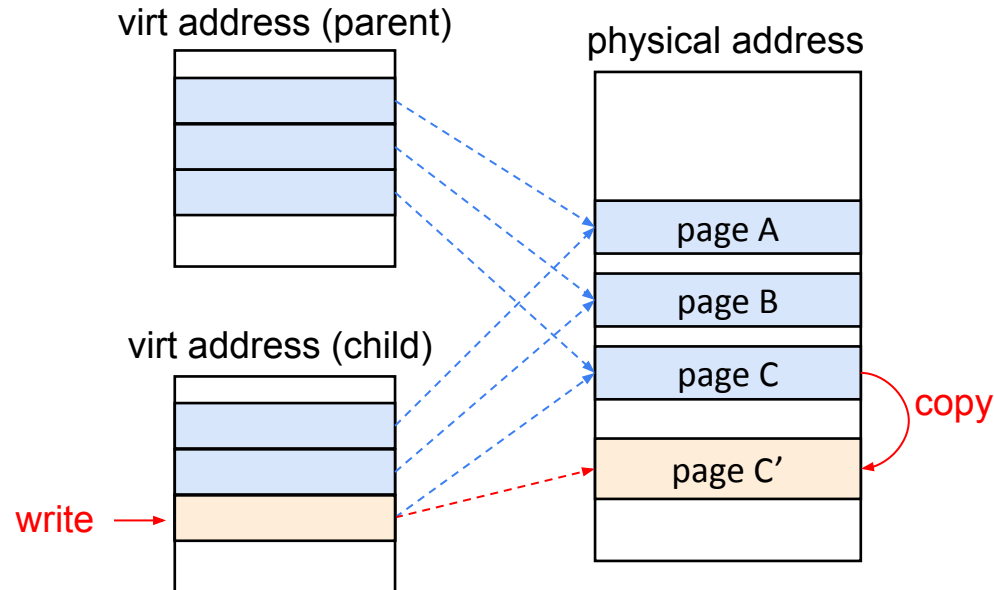 virt address (parent)
physical address
page A
page B
virt address (child)
page C
copy
page C’
write